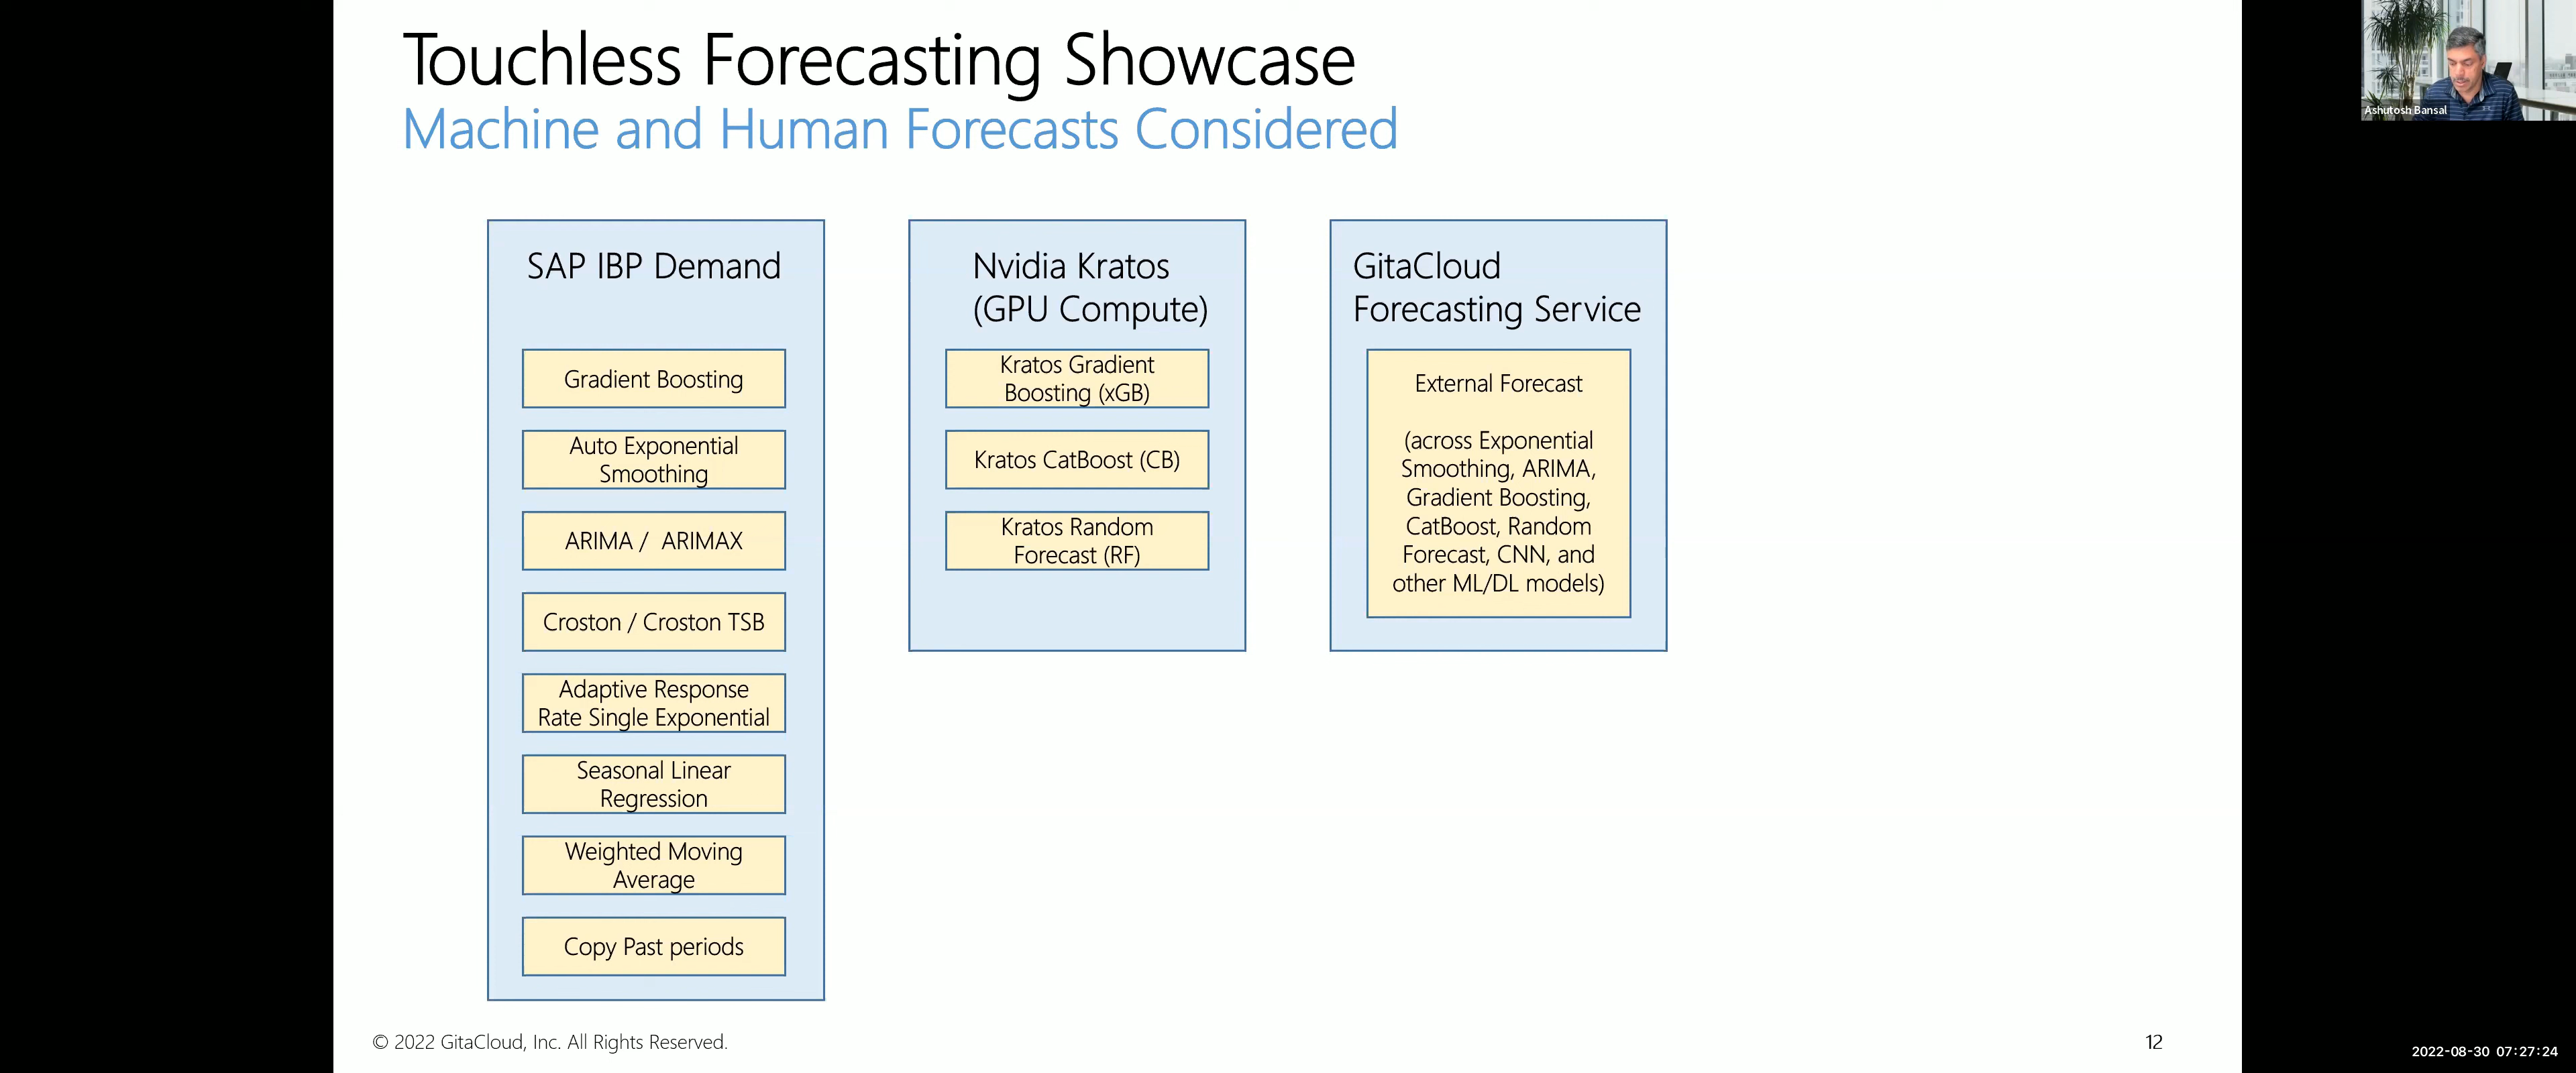 Touchless Forecasting Showcase
Machine and Human Forecasts Considered
Ashutosh Bansal
SAP IBP Demand
Gradient Boosting
Auto Exponential
Smoothing
ARIMA / ARIMAX
Croston / Croston TSB
Adaptive Response
Rate Single Exponential
Seasonal Linear
Regression
Weighted Moving
Average
Copy Past periods
Nvidia Kratos
(GPU Compute)
Kratos Gradient
Boosting (xGB)
Kratos CatBoost (CB)
Kratos Random
Forecast (RF)
GitaCloud
Forecasting Service
External Forecast
(across Exponential
Smoothing, ARIMA,
Gradient Boosting,
CatBoost, Random
Forecast, CNN, and
other ML/DL models)
© 2022 GitaCloud, Inc. All Rights Reserved.
12
2022-08-30 07:27:24